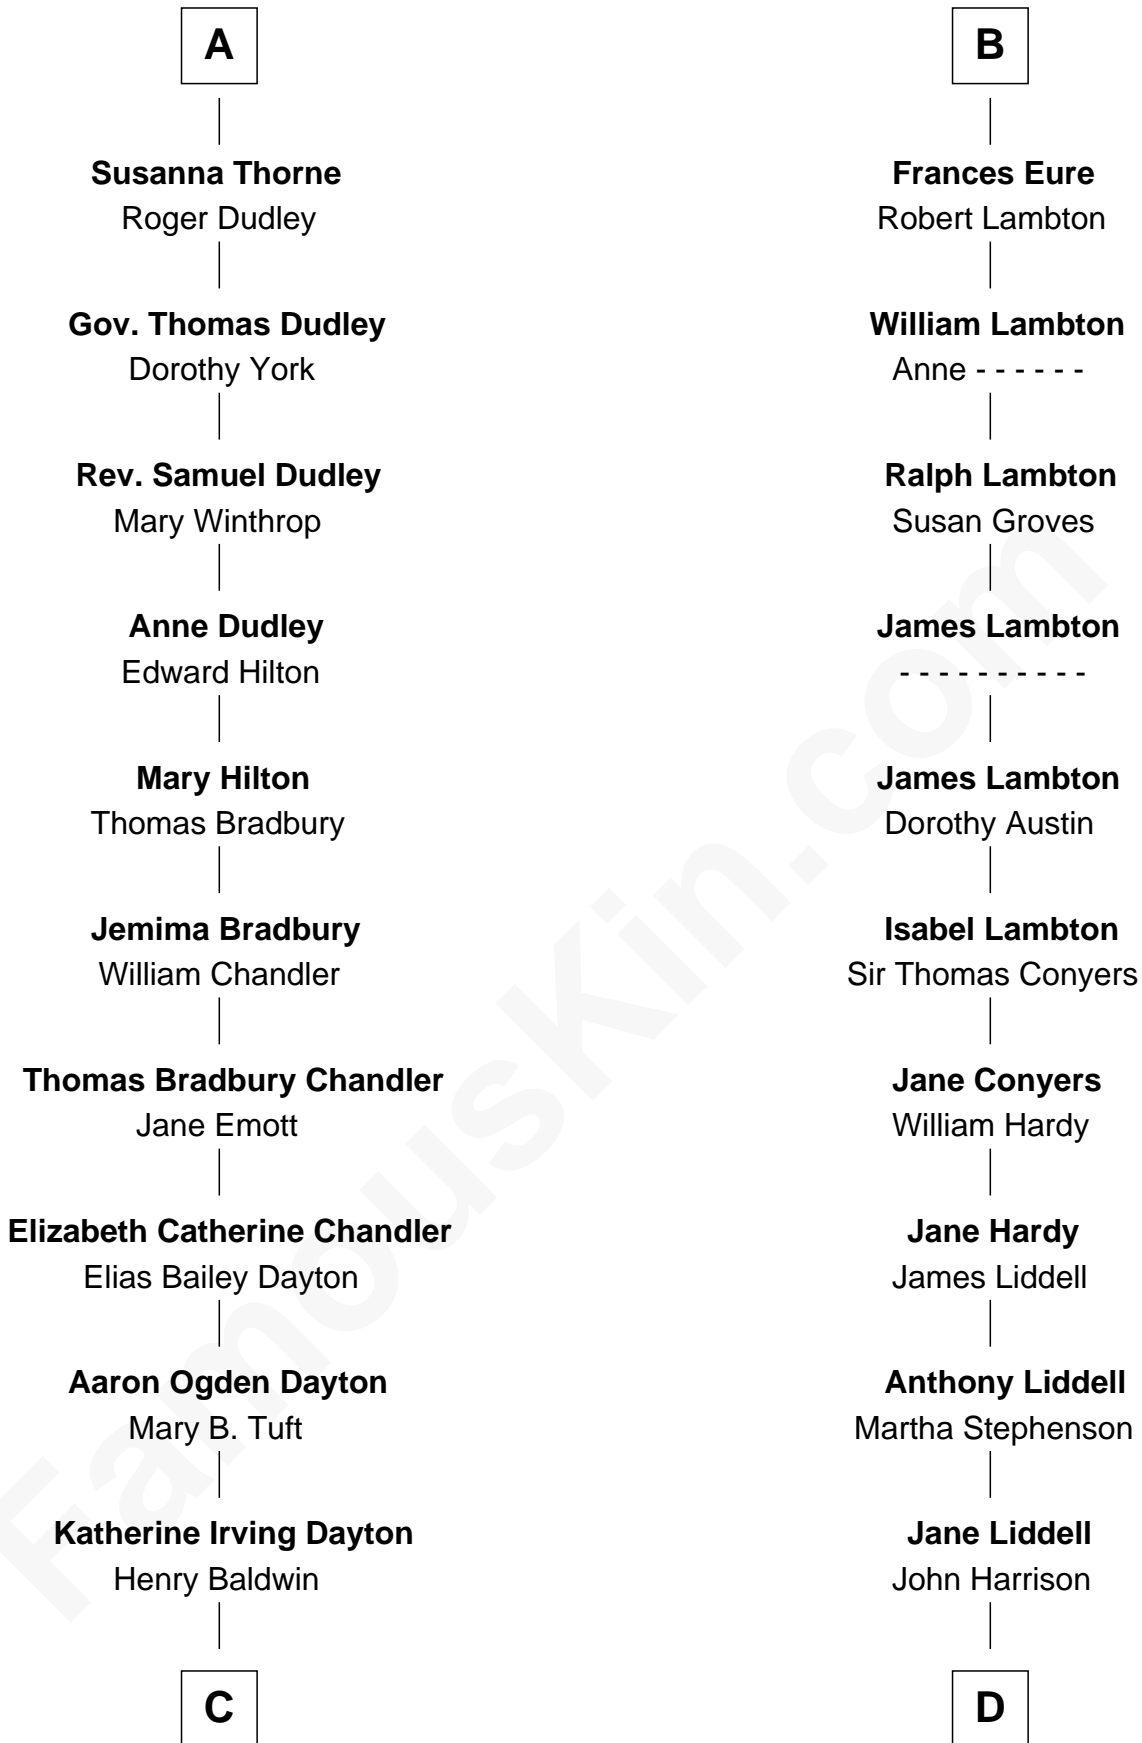 A
Susanna Thorne
Roger Dudley
Gov. Thomas Dudley
Dorothy York
Rev. Samuel Dudley
Mary Winthrop
Anne Dudley
Edward Hilton
Mary Hilton
Thomas Bradbury
Jemima Bradbury
William Chandler
Thomas Bradbury Chandler
Jane Emott
Elizabeth Catherine Chandler
Elias Bailey Dayton
Aaron Ogden Dayton
Mary B. Tuft
Katherine Irving Dayton
Henry Baldwin
C
B
Frances Eure
Robert Lambton
William Lambton
Anne - - - - - -
Ralph Lambton
Susan Groves
James Lambton
- - - - - - - - - -
James Lambton
Dorothy Austin
Isabel Lambton
Sir Thomas Conyers
Jane Conyers
William Hardy
Jane Hardy
James Liddell
Anthony Liddell
Martha Stephenson
Jane Liddell
John Harrison
D
FamousKin.com